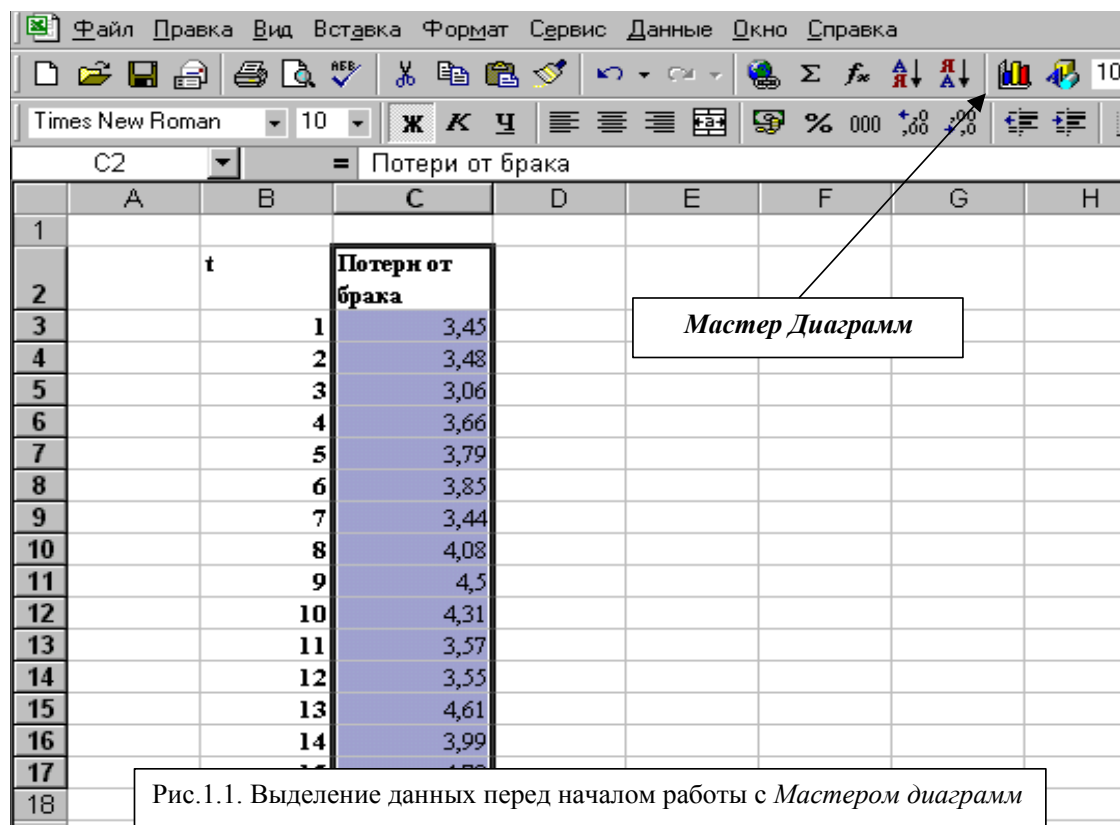 Файл Правка Вид Вставка Формат Сервис Данные Окно Справка
Σ fx 10
Times New Roman 10 Ж К Ч % 000
C2 = Потери от брака
A B C D E F G H
1
2 t Потери от
брака
3 1 3,45
4 2 3,48
5 3 3,06
6 4 3,66
7 5 3,79
8 6 3,85
9 7 3,44
10 8 4,08
11 9 4,5
12 10 4,31
13 11 3,57
14 12 3,55
15 13 4,61
16 14 3,99
17
18
Мастер Диаграмм
Рис.1.1. Выделение данных перед началом работы с Мастером диаграмм